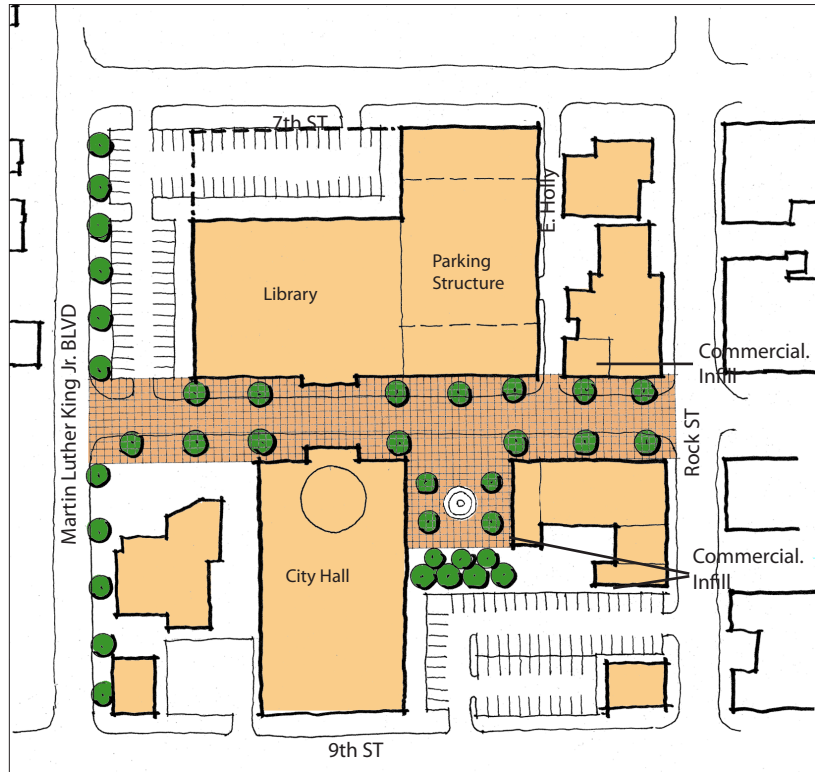 7th ST
E. Holly
Parking
Structure
Library
Commercial.
Infill
Martin Luther King Jr. BLVD
Rock ST
City Hall
Commercial.
Infill
9th ST